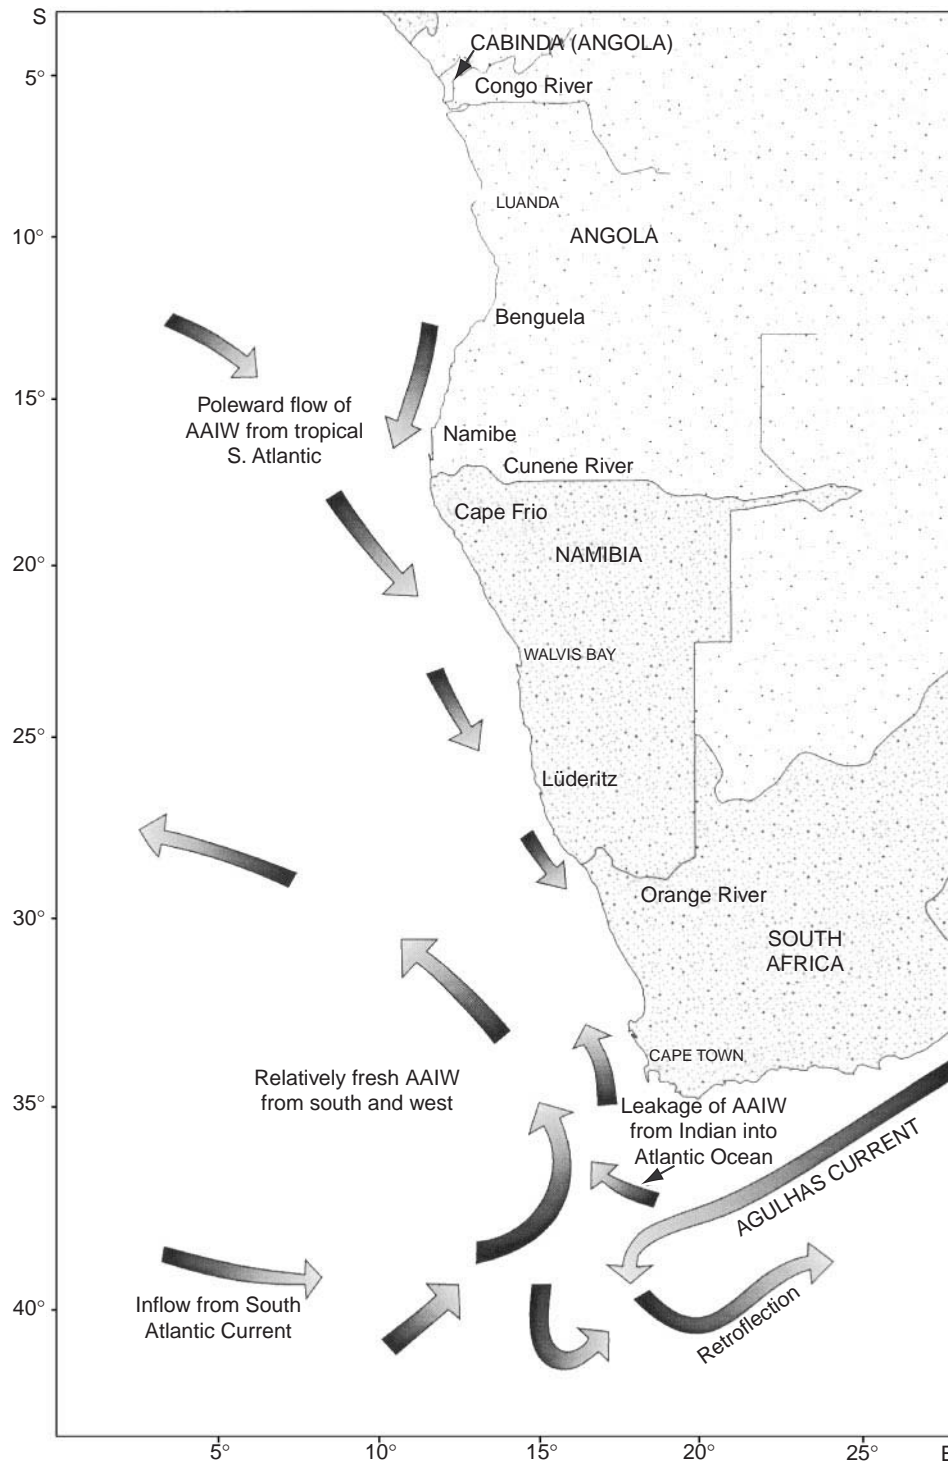 S
CABINDA (ANGOLA)
5°
Congo River
LUANDA
10°
ANGOLA
Benguela
15°
Poleward flow of
AAIW from tropical
S. Atlantic
Namibe
Cunene River
Cape Frio
NAMIBIA
20°
WALVIS BAY
25°
Lüderitz
Orange River
30°
SOUTH
AFRICA
CAPE TOWN
Relatively fresh AAIW
from south and west
35°
Leakage of AAIW
from Indian into
Atlantic Ocean
AGULHAS CURRENT
Inflow from South
Atlantic Current
40°
Retroflection
5°
10°
15°
20°
25°
E